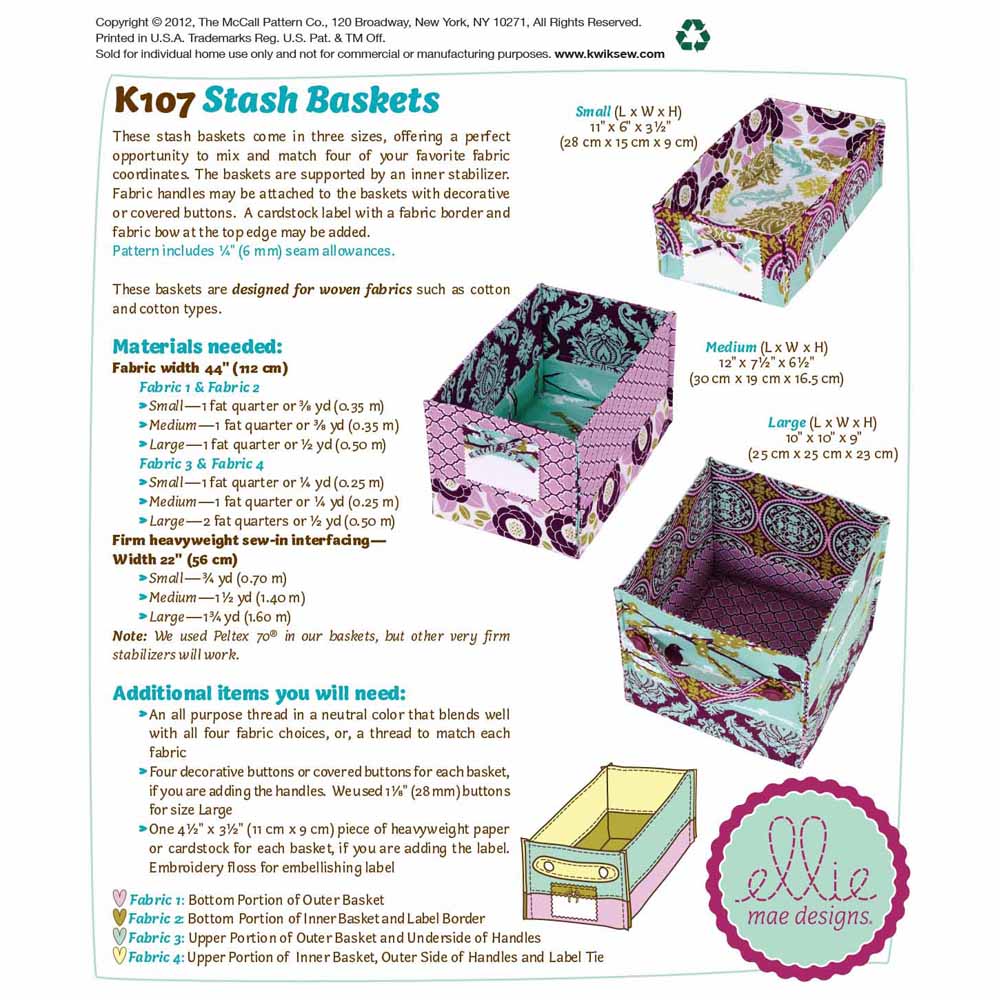 Copyright © 2012, The McCall Pattern Co., 120 Broadway, New York, NY 10271, All Rights Reserved.
Printed in U.S.A. Trademarks Reg. U.S. Pat. & TM Off.
Sold for individual home use only and not for commercial or manufacturing purposes. www.kwiksew.com
K107 Stash Baskets
These stash baskets come in three sizes, offering a perfect
opportunity to mix and match four of your favorite fabric
coordinates. The baskets are supported by an inner stabilizer.
Fabric handles may be attached to the baskets with decorative
or covered buttons. A cardstock label with a fabric border and
fabric bow at the top edge may be added.
Pattern includes ¼" (6 mm) seam allowances.
These baskets are designed for woven fabrics such as cotton
and cotton types.
Materials needed:
Fabric width 44" (112 cm)
Fabric 1 & Fabric 2
Small—1 fat quarter or ⅜ yd (0.35 m)
Medium—1 fat quarter or ⅜ yd (0.35 m)
Large—1 fat quarter or ½ yd (0.50 m)
Fabric 3 & Fabric 4
Small—1 fat quarter or ¼ yd (0.25 m)
Medium—1 fat quarter or ¼ yd (0.25 m)
Large—2 fat quarters or ½ yd (0.50 m)
Firm heavyweight sew-in interfacing—
Width 22" (56 cm)
Small—¾ yd (0.70 m)
Medium—1½ yd (1.40 m)
Large—1¾ yd (1.60 m)
Note: We used Peltex 70® in our baskets, but other very firm
stabilizers will work.
Additional items you will need:
An all purpose thread in a neutral color that blends well
with all four fabric choices, or, a thread to match each
fabric
Four decorative buttons or covered buttons for each basket,
if you are adding the handles. We used 1⅛" (28 mm) buttons
for size Large
One 4½" x 3½" (11 cm x 9 cm) piece of heavyweight paper
or cardstock for each basket, if you are adding the label.
Embroidery floss for embellishing label
Fabric 1: Bottom Portion of Outer Basket
Fabric 2: Bottom Portion of Inner Basket and Label Border
Fabric 3: Upper Portion of Outer Basket and Underside of Handles
Fabric 4: Upper Portion of Inner Basket, Outer Side of Handles and Label Tie
Small (L x W x H)
11" x 6" x 3½"
(28 cm x 15 cm x 9 cm)
Medium (L x W x H)
12" x 7½" x 6½"
(30 cm x 19 cm x 16.5 cm)
Large (L x W x H)
10" x 10" x 9"
(25 cm x 25 cm x 23 cm)
ellie
mae designs.